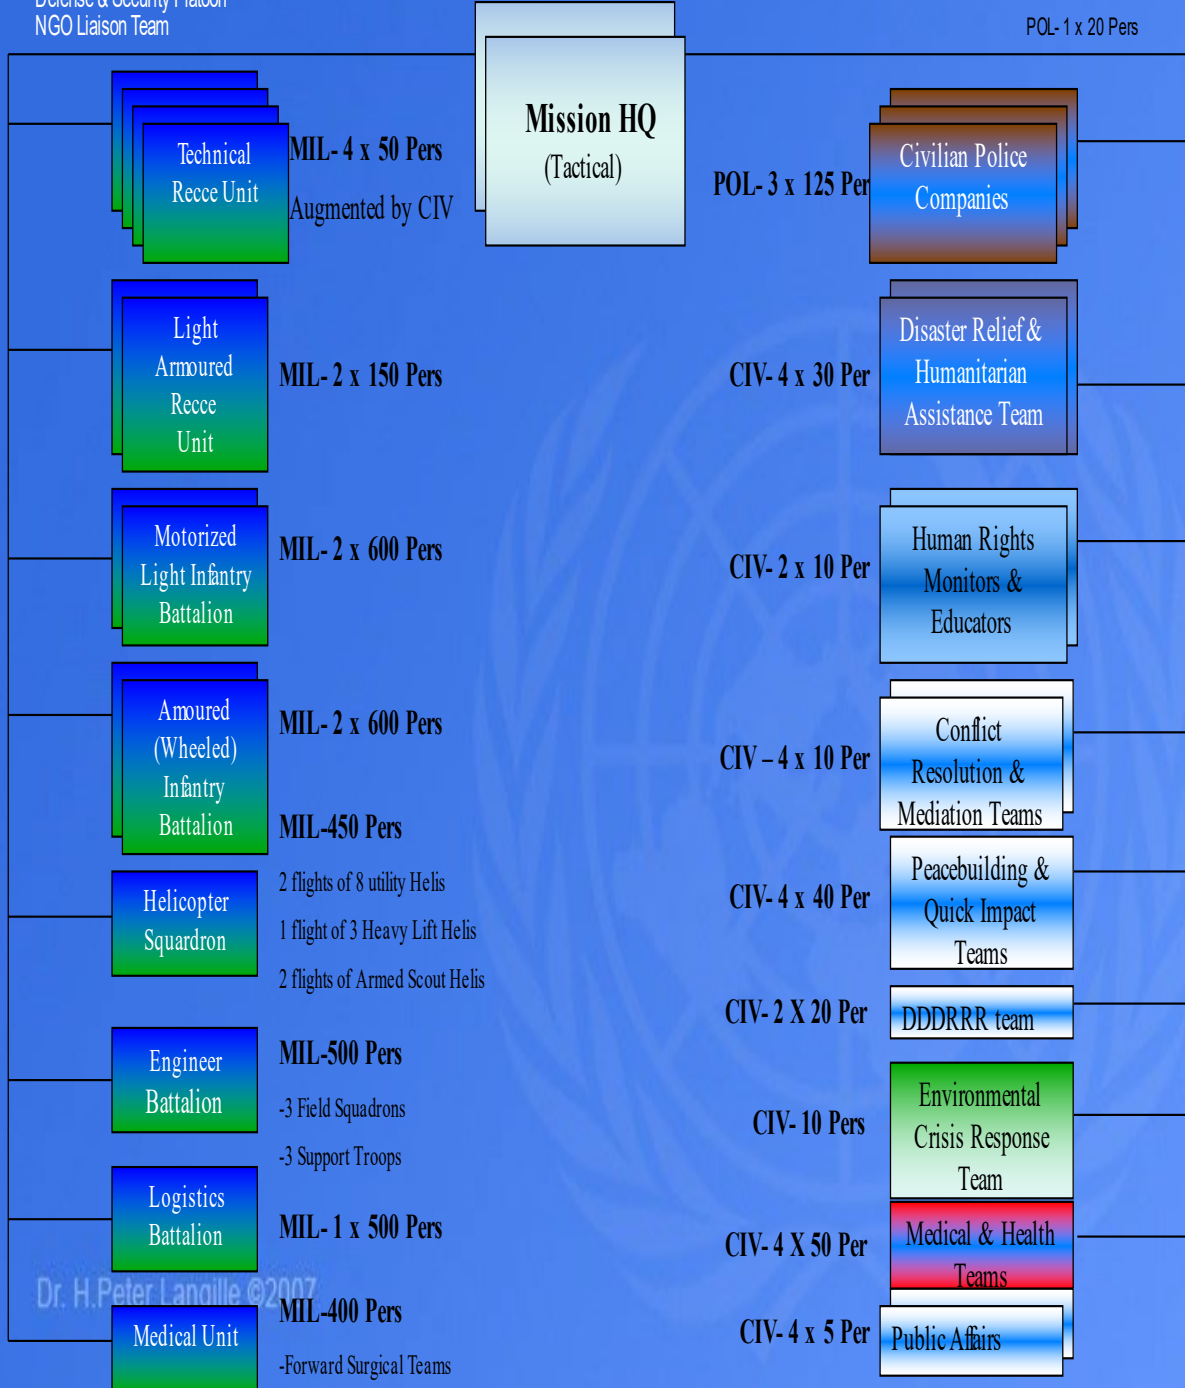 Defense & Security Platoon
NGO Liaison Team
POL- 1 x 20 Pers
Mission HQ
(Tactical)
Technical
Recce Unit
MIL- 4 x 50 Pers
Augmented by CIV
Light
Armoured
Recce
Unit
MIL- 2 x 150 Pers
Motorized
Light Infantry
Battalion
MIL- 2 x 600 Pers
Amoured
(Wheeled)
Infantry
Battalion
MIL- 2 x 600 Pers
MIL-450 Pers
2 flights of 8 utility Helis
1 flight of 3 Heavy Lift Helis
2 flights of Armed Scout Helis
Helicopter
Squardron
Engineer
Battalion
MIL-500 Pers
-3 Field Squadrons
-3 Support Troops
Logistics
Battalion
MIL- 1 x 500 Pers
Dr. H.Peter Langille ©2007
Medical Unit
MIL-400 Pers
-Forward Surgical Teams
POL- 3 x 125 Per
Civilian Police
Companies
CIV- 4 x 30 Per
Disaster Relief &
Humanitarian
Assistance Team
CIV- 2 x 10 Per
Human Rights
Monitors &
Educators
CIV – 4 x 10 Per
Conflict
Resolution &
Mediation Teams
CIV- 4 x 40 Per
Peacebuilding &
Quick Impact
Teams
CIV- 2 X 20 Per
DDDRRR team
CIV- 10 Pers
Environmental
Crisis Response
Team
CIV- 4 X 50 Per
Medical & Health
Teams
CIV- 4 x 5 Per
Public Affairs